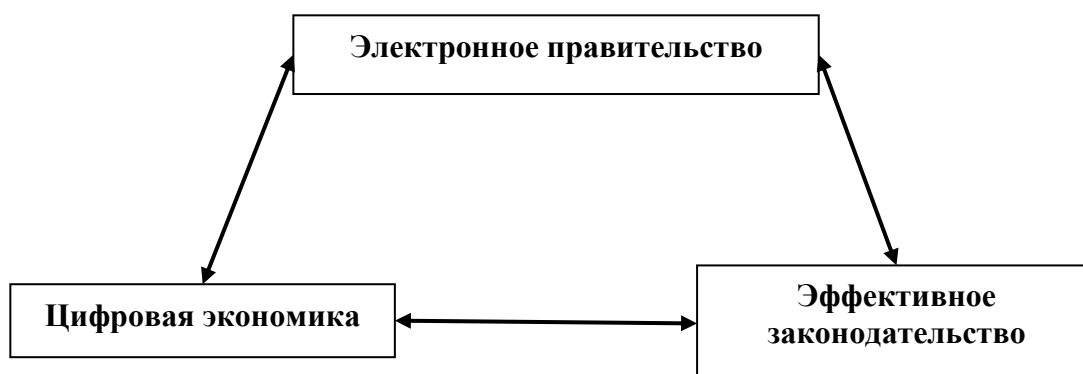 Электронное правительство
Цифровая экономика
Эффективное
законодательство